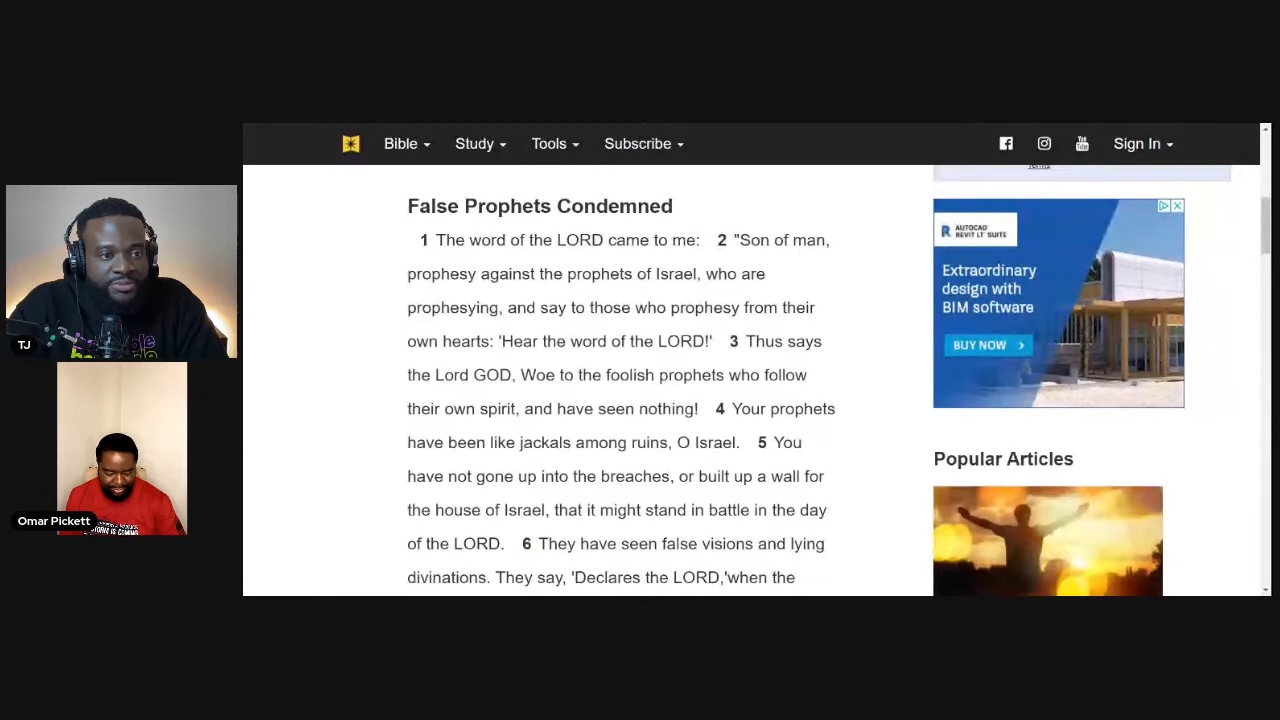 Bible
Study
Tools
Subscribe
Sign In
TJ
Omar Pickett
False Prophets Condemned
1 The word of the LORD came to me: 2 "Son of man,
prophesy against the prophets of Israel, who are
prophesying, and say to those who prophesy from their
own hearts: 'Hear the word of the LORD!' 3 Thus says
the Lord GOD, Woe to the foolish prophets who follow
their own spirit, and have seen nothing! 4 Your prophets
have been like jackals among ruins, O Israel. 5 You
have not gone up into the breaches, or built up a wall for
the house of Israel, that it might stand in battle in the day
of the LORD. 6 They have seen false visions and lying
divinations. They say, 'Declares the LORD,'when the
Terms
R AUTOCAD
REVIT LT SUITE
Extraordinary
design with
BIM software
BUY NOW
Popular Articles
IS COMING